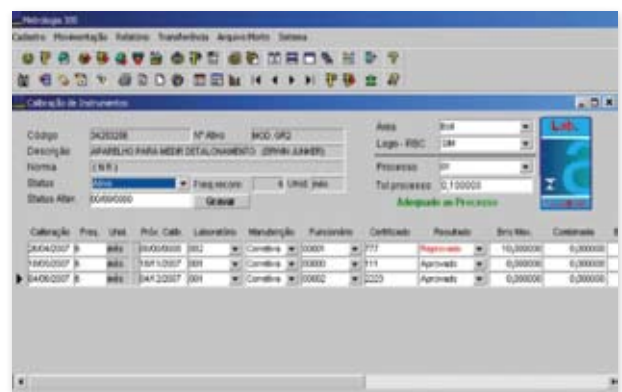 Metrologia 300
Cadastro Movimentação Relatório Transferência Arquivo Morto Sistema
Calibração de Instrumentos
Código 34203208 Nº Ativo MOD. GR2
Descrição APARELHO PARA MEDIR DETALONAMENTO (ERWIN JUNKER)
Norma ( N R )
Status Ativo Freq.recom 6 Unid. mês
Status Alter. 00/00/0000 Gravar
Área
Logo - RBC SIM
Processo 01
Tol.processo 0,100000
Adequado ao Processo
Lab.
Calibração Freq. Unid. Próx. Calib. Laboratório Manutenção Funcionário Certificado Resultado Erro Máx.
26/04/2007 6 mês 00/00/0000 002 Corretiva 00001 777 Reprovado 10,000000 0,000000
18/05/2007 6 mês 18/11/2007 001 Corretiva 00000 111 Aprovado 0,000000 0,000000
04/06/2007 6 mês 04/12/2007 001 Corretiva 00002 2223 Aprovado 0,000000 0,000000